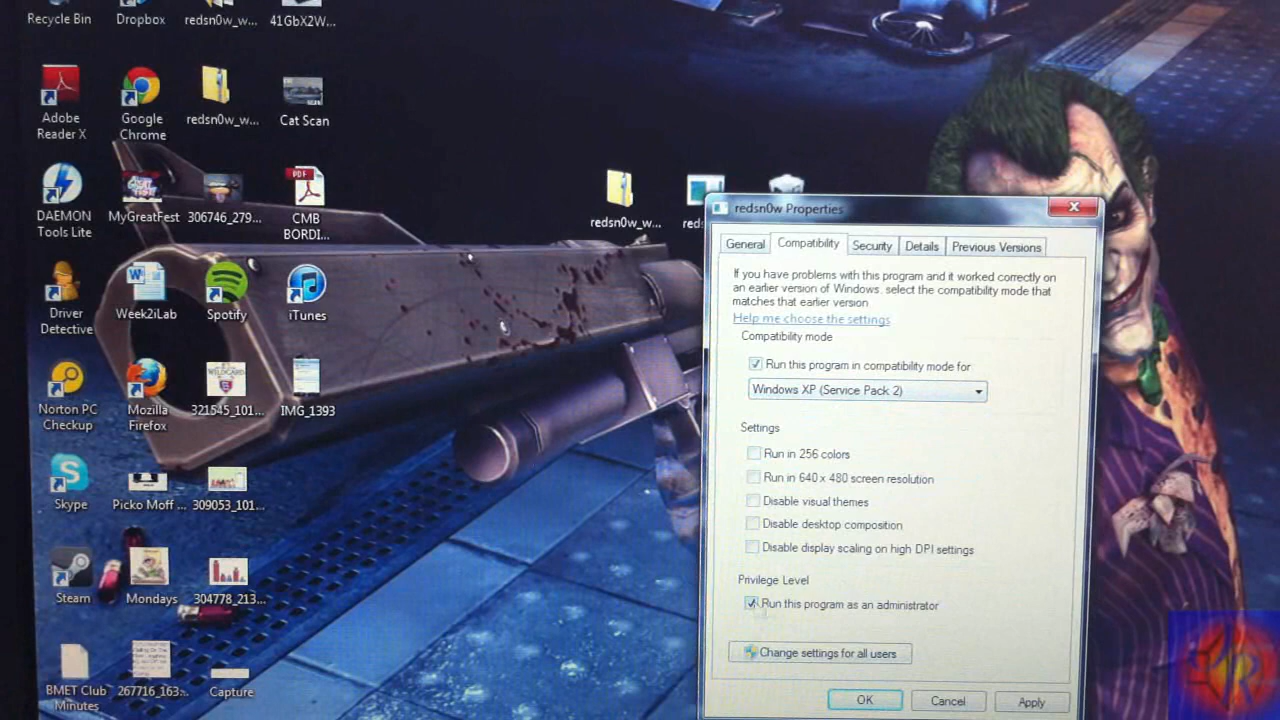 Recycle Bin
Dropbox
redsn0w_w...
41GbX2W...
Adobe
Reader X
Google
Chrome
redsn0w_w...
Cat Scan
DAEMON
Tools Lite
MyGreatFest
306746_279...
PDF
CMB
BORDI...
redsn0w_w...
Driver
Detective
Week2iLab
Spotify
iTunes
Norton PC
Checkup
Mozilla
Firefox
321545_101...
IMG_1393
Skype
Picko Moff ...
309053_101...
Steam
Mondays
304778_213...
BMET Club
Minutes
267716_163...
Capture
redsn0w Properties
General
Compatibility
Security
Details
Previous Versions
If you have problems with this program and it worked correctly on
an earlier version of Windows, select the compatibility mode that
matches that earlier version
Help me choose the settings
Compatibility mode
Run this program in compatibility mode for
Windows XP (Service Pack 2)
Settings
Run in 256 colors
Run in 640 x 480 screen resolution
Disable visual themes
Disable desktop composition
Disable display scaling on high DPI settings
Privilege Level
Run this program as an administrator
Change settings for all users
OK
Cancel
Apply